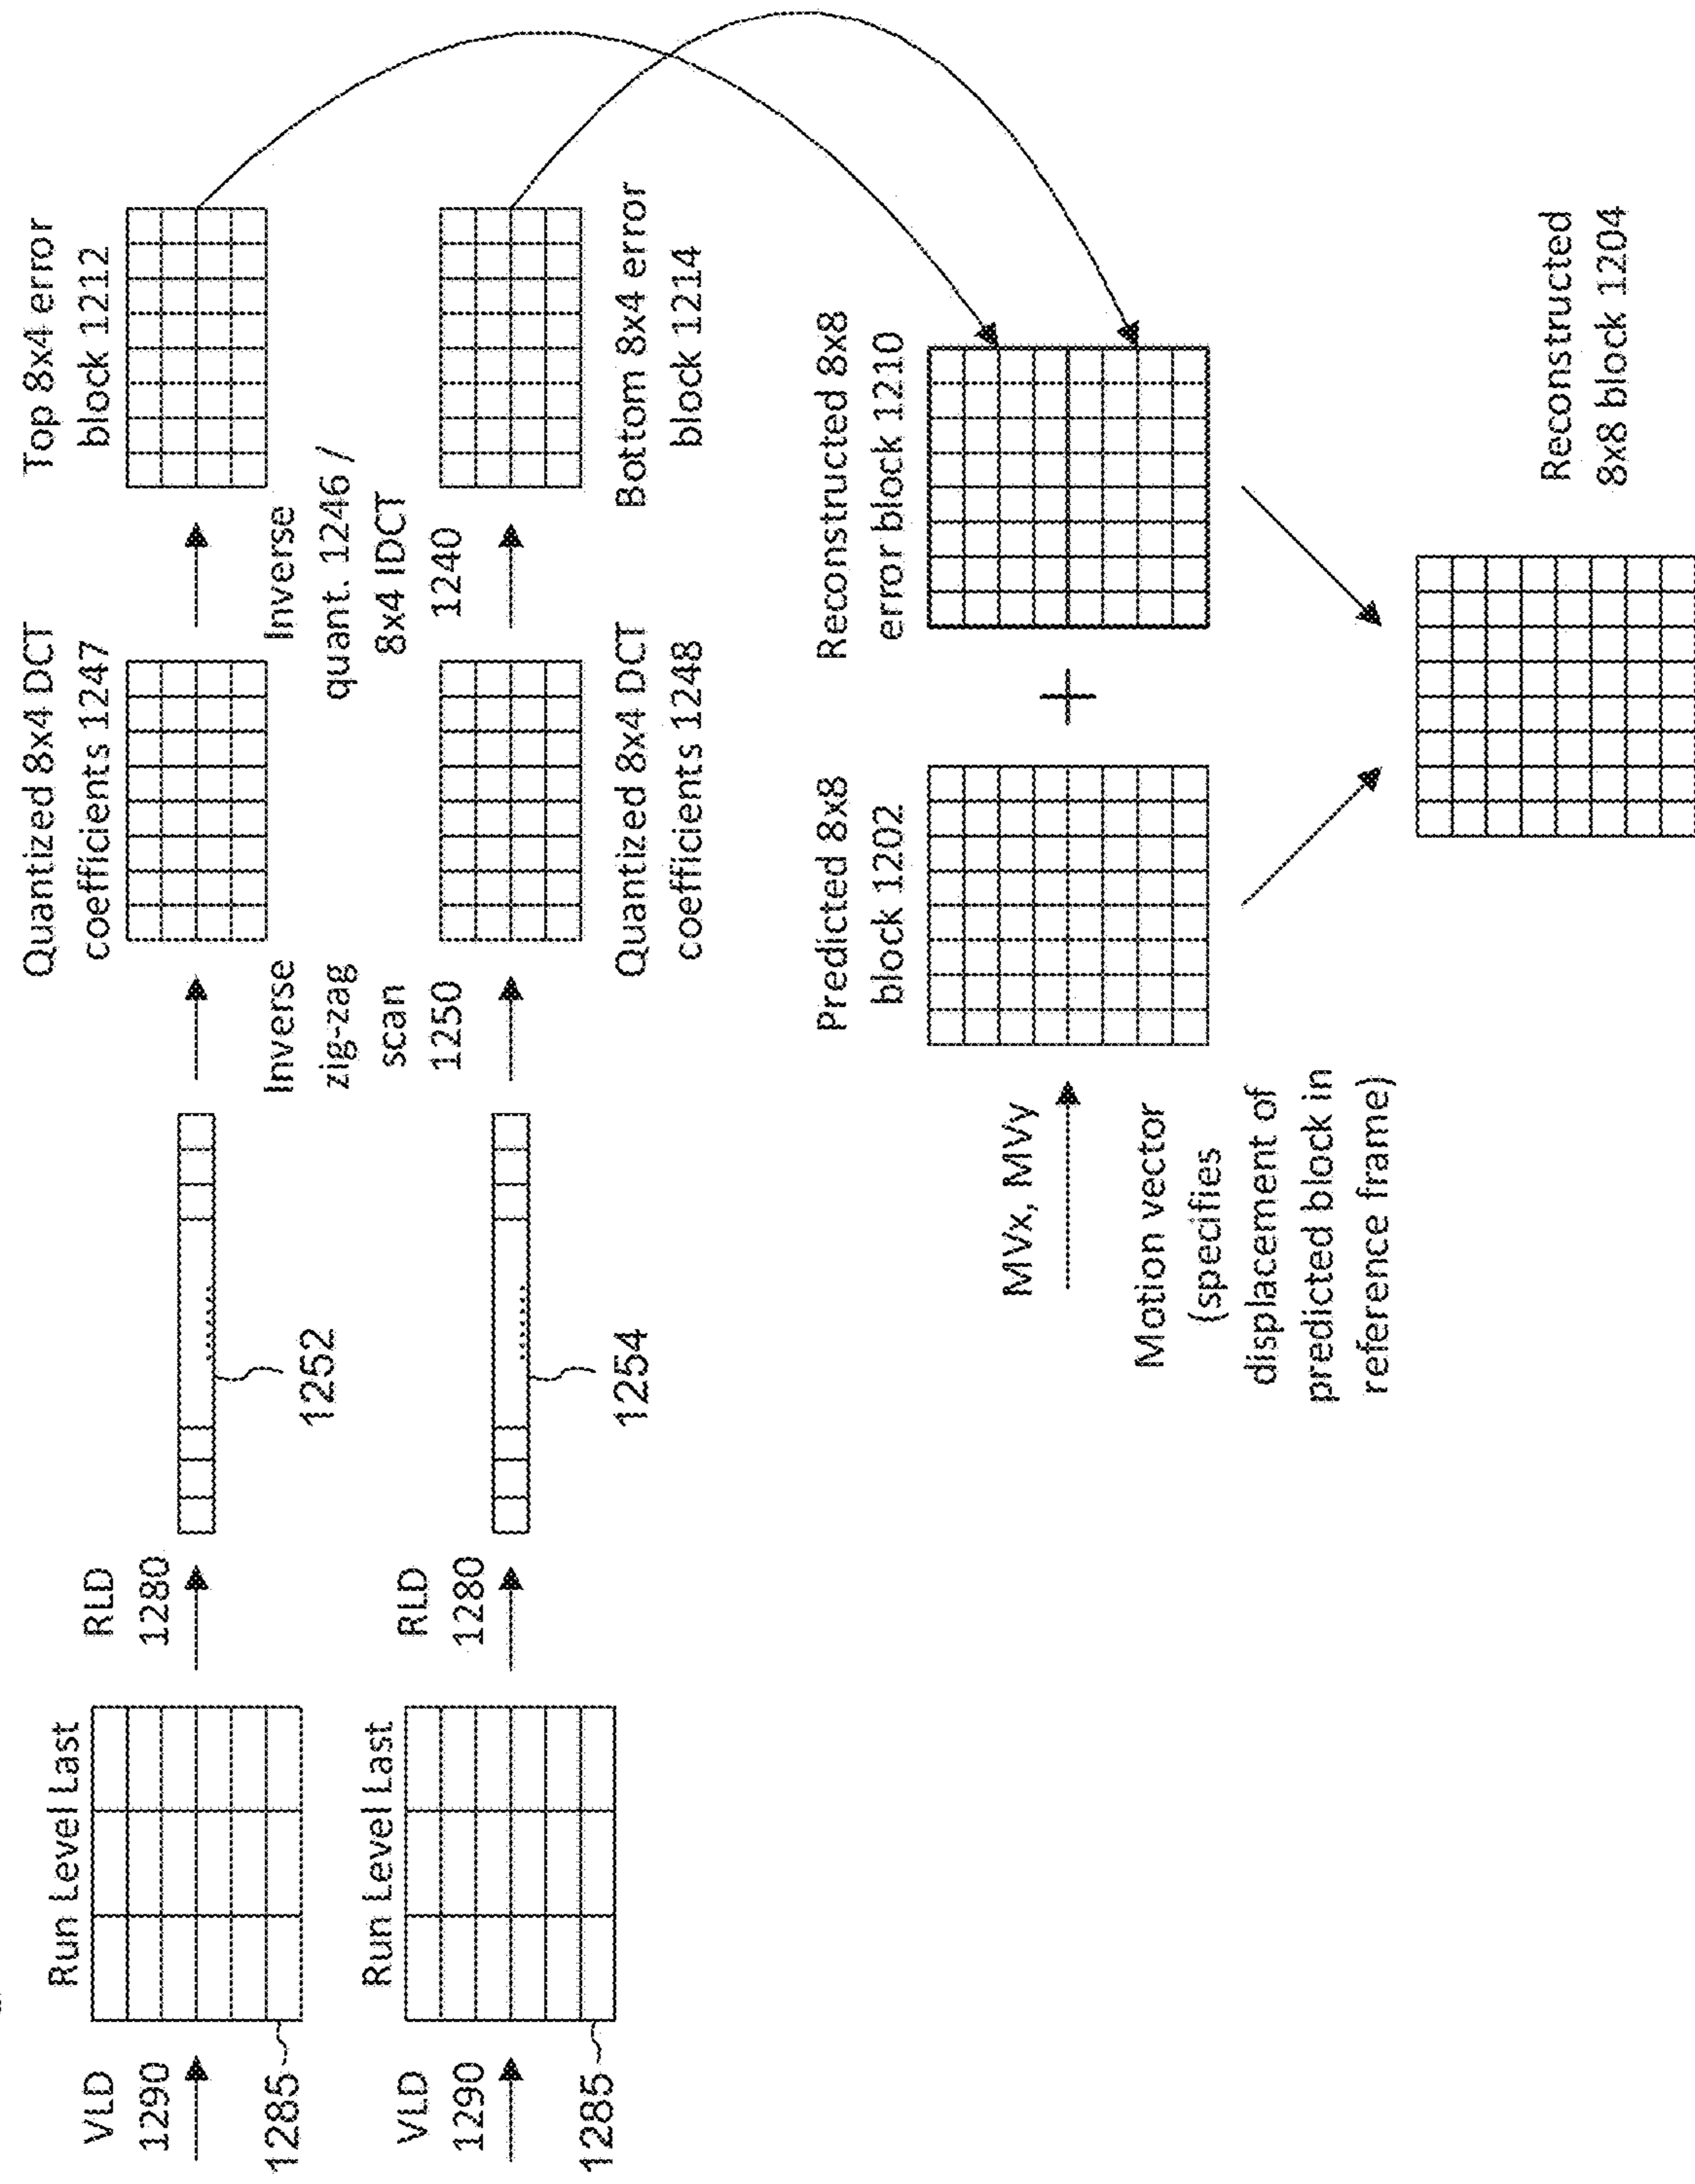 VLD
1290
1285
Run Level Last
RLD
1280
1252
Inverse
zig-zag
scan
1250
Quantized 8x4 DCT
coefficients 1247
Inverse
quant. 1246 /
8x4 IDCT
1240
Top 8x4 error
block 1212
VLD
1290
1285
Run Level Last
RLD
1280
1254
Quantized 8x4 DCT
coefficients 1248
Bottom 8x4 error
block 1214
MVx, MVy
Motion vector
(specifies
displacement of
predicted block in
reference frame)
Predicted 8x8
block 1202
+
Reconstructed 8x8
error block 1210
Reconstructed
8x8 block 1204